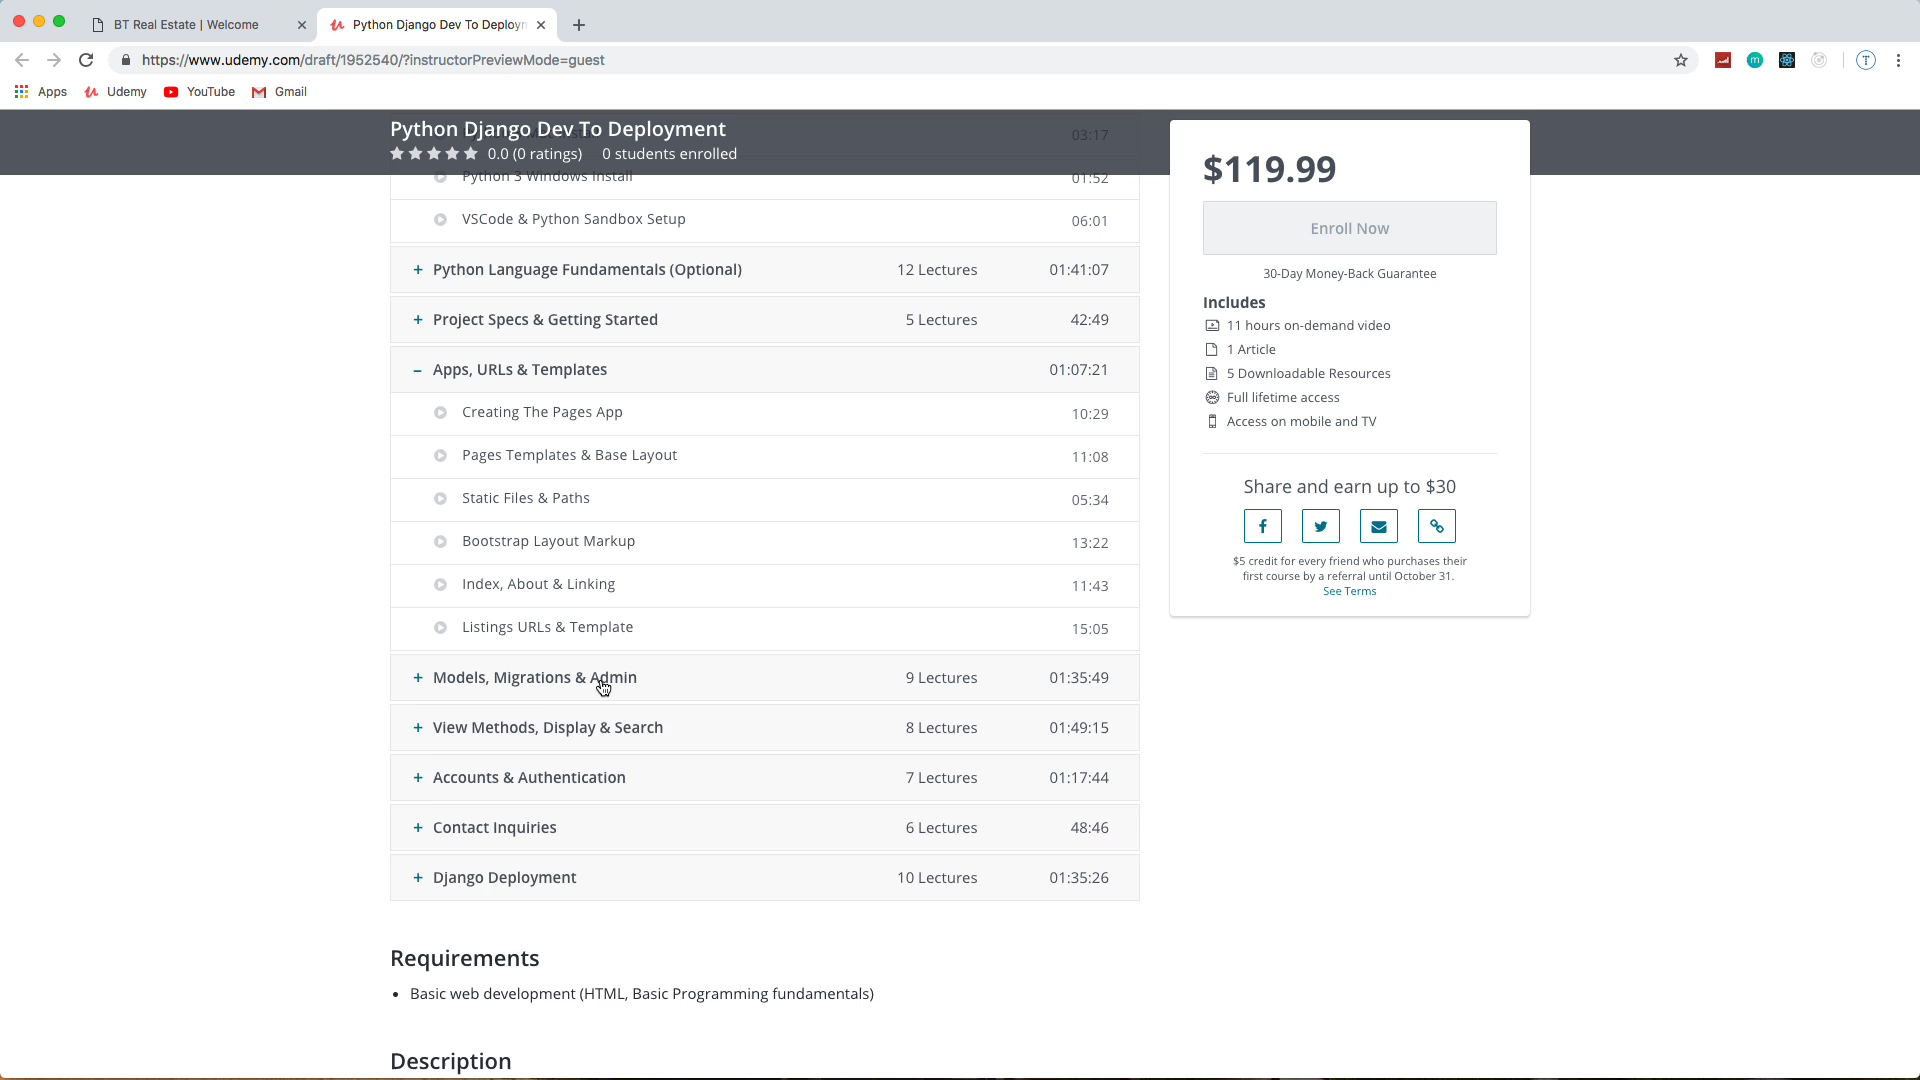 BT Real Estate | Welcome
Python Django Dev To Deploym
https://www.udemy.com/draft/1952540/?instructorPreviewMode=guest
T
Apps Udemy YouTube Gmail
Python Django Dev To Deployment
03:17
0.0 (0 ratings) 0 students enrolled
Python 3 Windows Install 01:52
VSCode & Python Sandbox Setup 06:01
+ Python Language Fundamentals (Optional) 12 Lectures 01:41:07
+ Project Specs & Getting Started 5 Lectures 42:49
– Apps, URLs & Templates 01:07:21
Creating The Pages App 10:29
Pages Templates & Base Layout 11:08
Static Files & Paths 05:34
Bootstrap Layout Markup 13:22
Index, About & Linking 11:43
Listings URLs & Template 15:05
+ Models, Migrations & Admin 9 Lectures 01:35:49
+ View Methods, Display & Search 8 Lectures 01:49:15
+ Accounts & Authentication 7 Lectures 01:17:44
+ Contact Inquiries 6 Lectures 48:46
+ Django Deployment 10 Lectures 01:35:26
Requirements
• Basic web development (HTML, Basic Programming fundamentals)
Description
$119.99
Enroll Now
30-Day Money-Back Guarantee
Includes
11 hours on-demand video
1 Article
5 Downloadable Resources
Full lifetime access
Access on mobile and TV
Share and earn up to $30
$5 credit for every friend who purchases their
first course by a referral until October 31.
See Terms